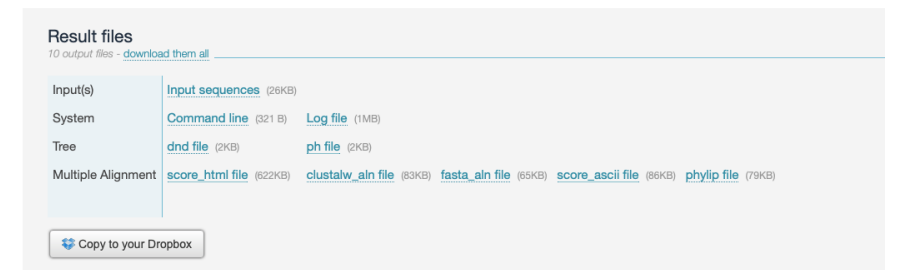 Result files
10 output files - download them all
Input(s) Input sequences (26KB)
System Command line (321 B) Log file (1MB)
Tree dnd file (2KB) ph file (2KB)
Multiple Alignment score_html file (622KB) clustalw_aln file (83KB) fasta_aln file (65KB) score_ascii file (86KB) phylip file (79KB)
Copy to your Dropbox